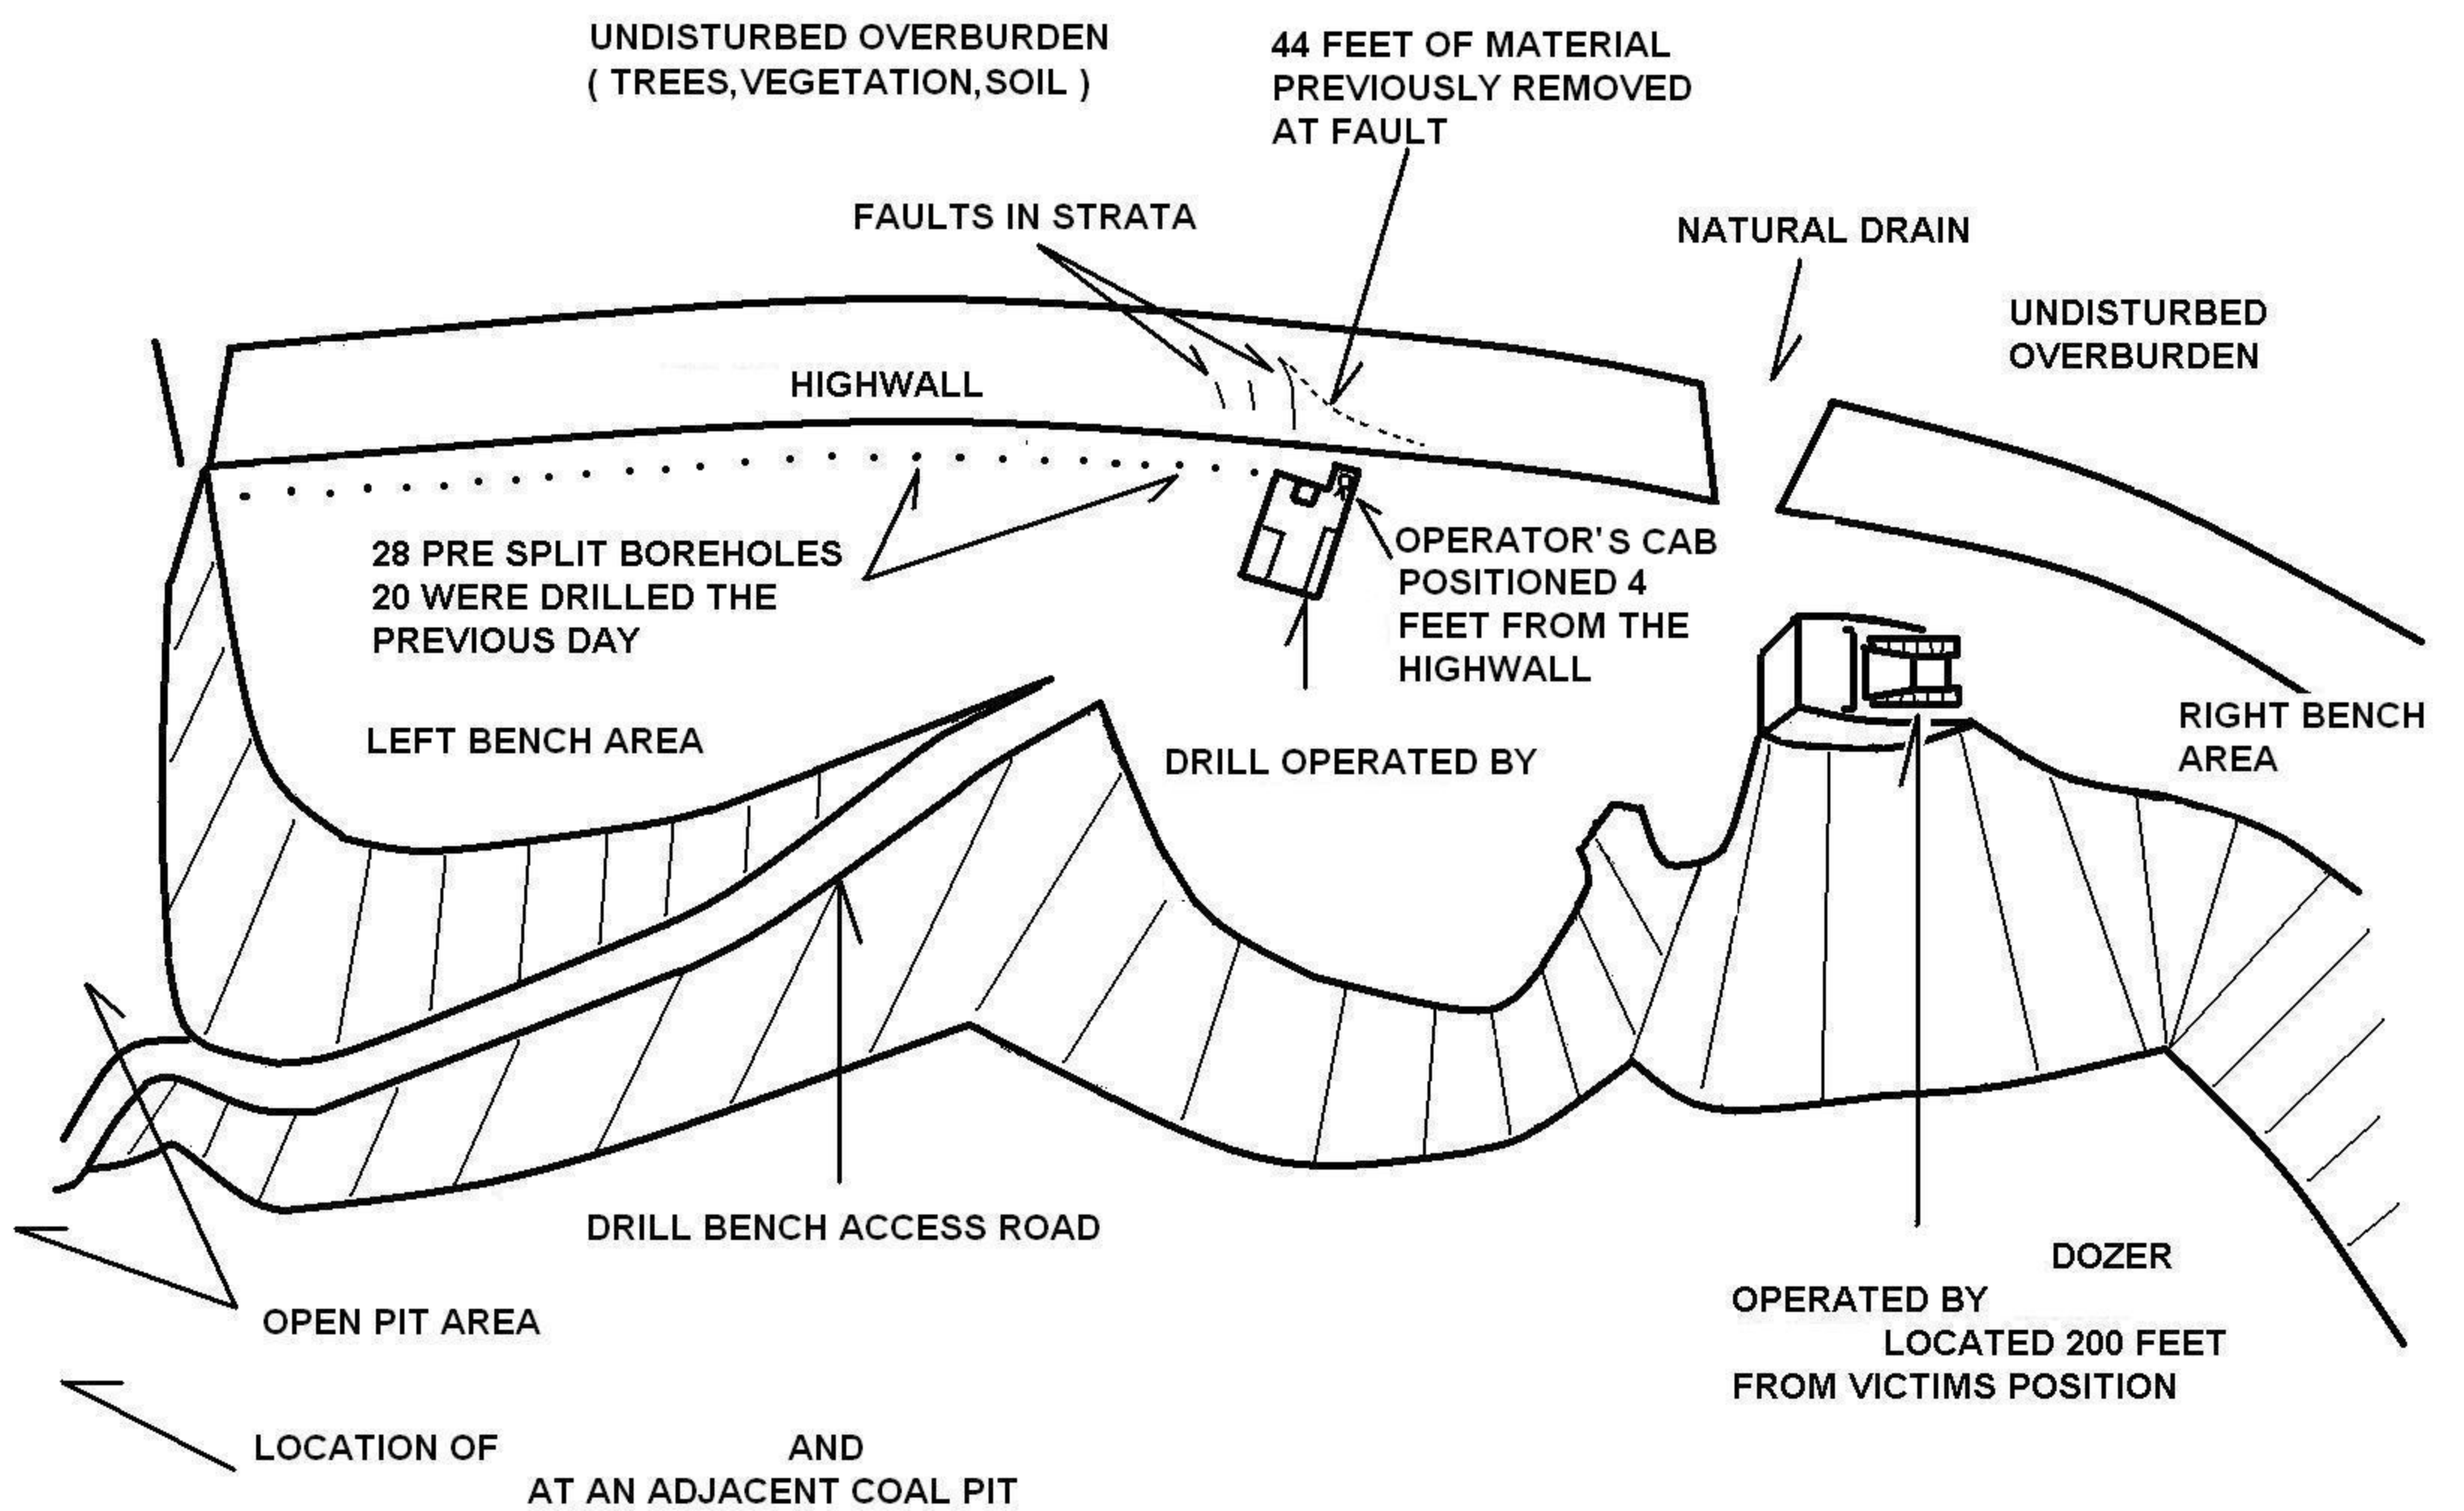 UNDISTURBED OVERBURDEN
( TREES,VEGETATION,SOIL )
44 FEET OF MATERIAL
PREVIOUSLY REMOVED
AT FAULT
FAULTS IN STRATA
NATURAL DRAIN
UNDISTURBED
OVERBURDEN
HIGHWALL
28 PRE SPLIT BOREHOLES
20 WERE DRILLED THE
PREVIOUS DAY
OPERATOR'S CAB
POSITIONED 4
FEET FROM THE
HIGHWALL
LEFT BENCH AREA
DRILL OPERATED BY
RIGHT BENCH
AREA
DRILL BENCH ACCESS ROAD
DOZER
OPERATED BY
LOCATED 200 FEET
FROM VICTIMS POSITION
OPEN PIT AREA
LOCATION OF AND
AT AN ADJACENT COAL PIT